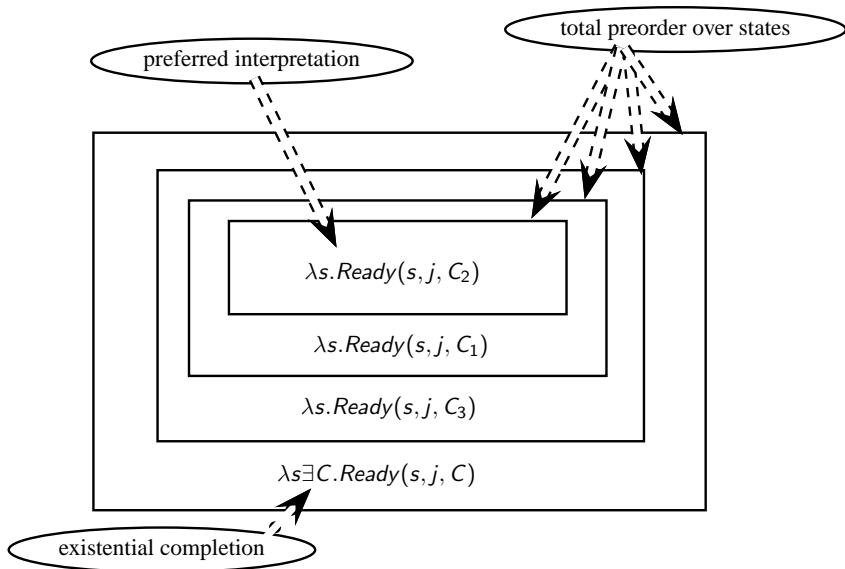 total preorder over states
preferred interpretation
λs.Ready(s, j, C₂)
λs.Ready(s, j, C₁)
λs.Ready(s, j, C₃)
λs∃C.Ready(s, j, C)
existential completion